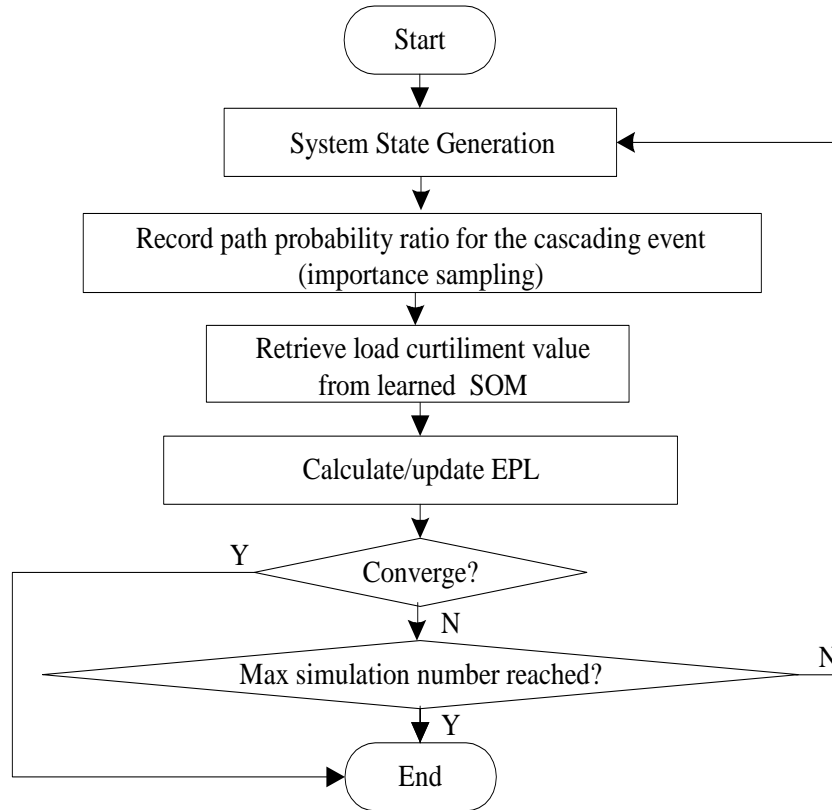 Start
System State Generation
Record path probability ratio for the cascading event
(importance sampling)
Retrieve load curtiliment value
from learned SOM
Calculate/update EPL
Y
Converge?
N
Max simulation number reached?
N
Y
End